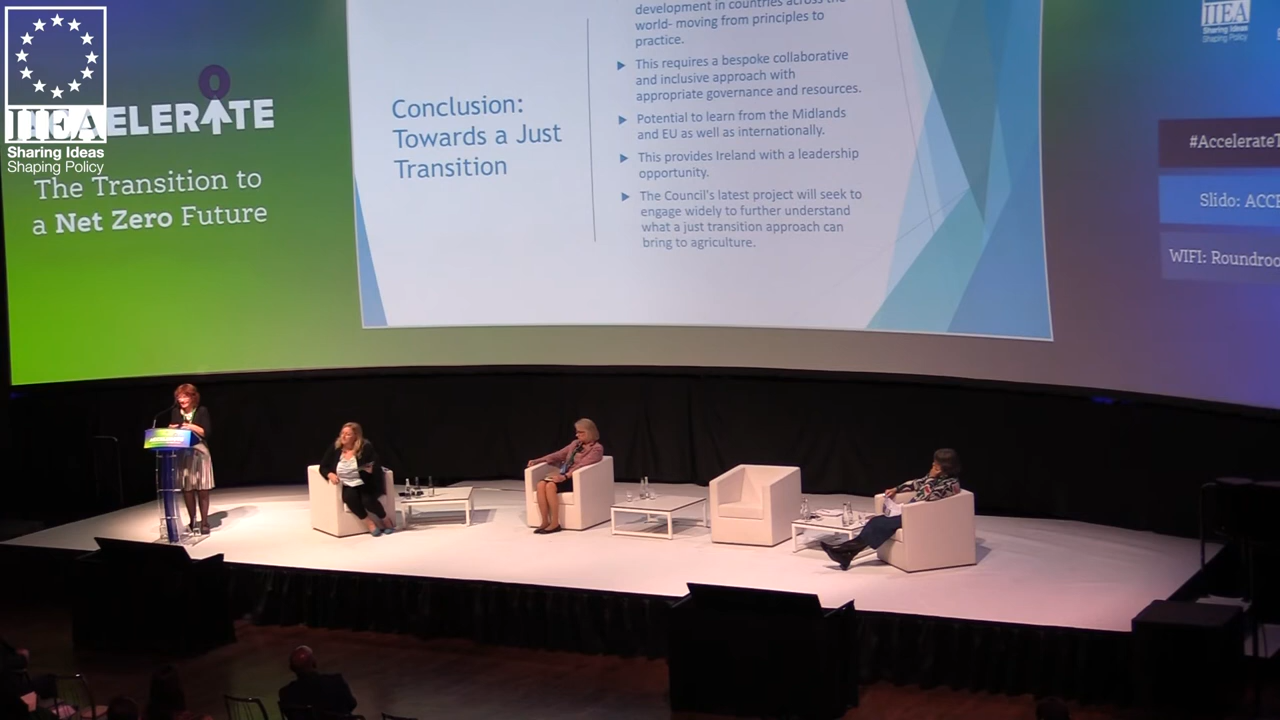 IIEA
Sharing Ideas
Shaping Policy
ELERATE
The Transition to
a Net Zero Future
Conclusion:
Towards a Just
Transition
development in countries across the
world- moving from principles to
practice.
This requires a bespoke collaborative
and inclusive approach with
appropriate governance and resources.
Potential to learn from the Midlands
and EU as well as internationally.
This provides Ireland with a leadership
opportunity.
The Council's latest project will seek to
engage widely to further understand
what a just transition approach can
bring to agriculture.
IIEA
Sharing Ideas
Shaping Policy
#Accelerate
Slido: ACCE
WIFI: Roundroo